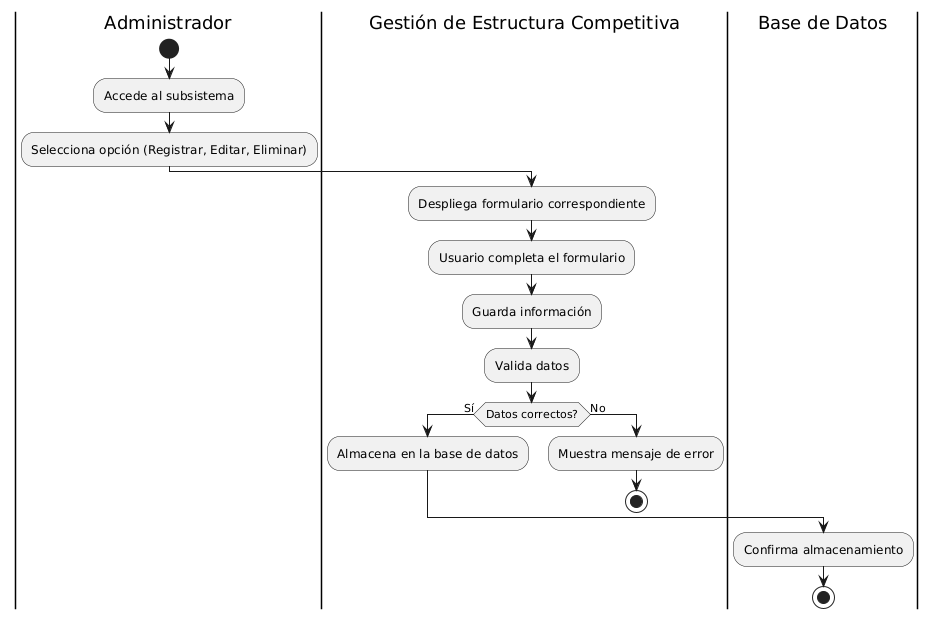 Administrador
Gestión de Estructura Competitiva
Base de Datos
Accede al subsistema
Selecciona opción (Registrar, Editar, Eliminar)
Despliega formulario correspondiente
Usuario completa el formulario
Guarda información
Valida datos
Sí
Datos correctos?
No
Almacena en la base de datos
Muestra mensaje de error
Confirma almacenamiento